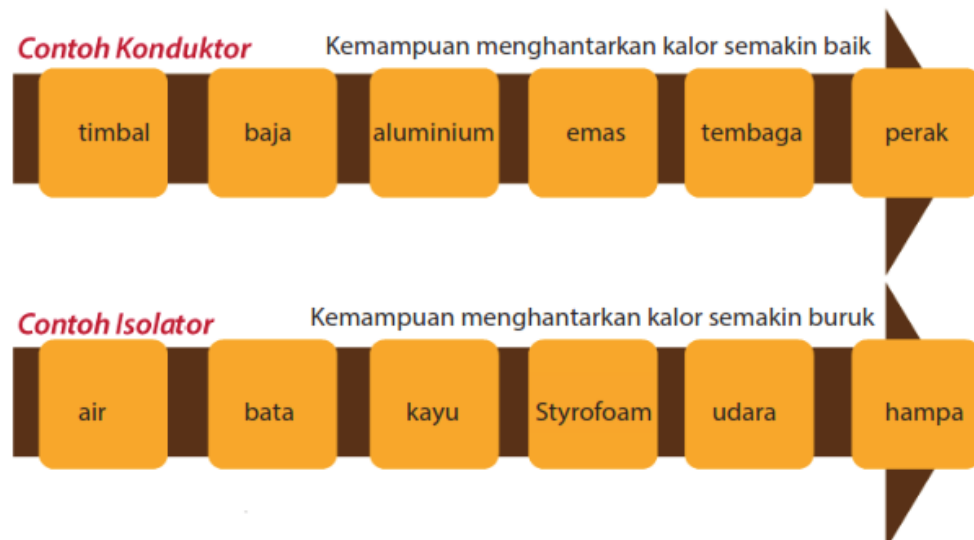 Contoh Konduktor Kemampuan menghantarkan kalor semakin baik
timbal baja aluminium emas tembaga perak
Contoh Isolator Kemampuan menghantarkan kalor semakin buruk
air bata kayu Styrofoam udara hampa